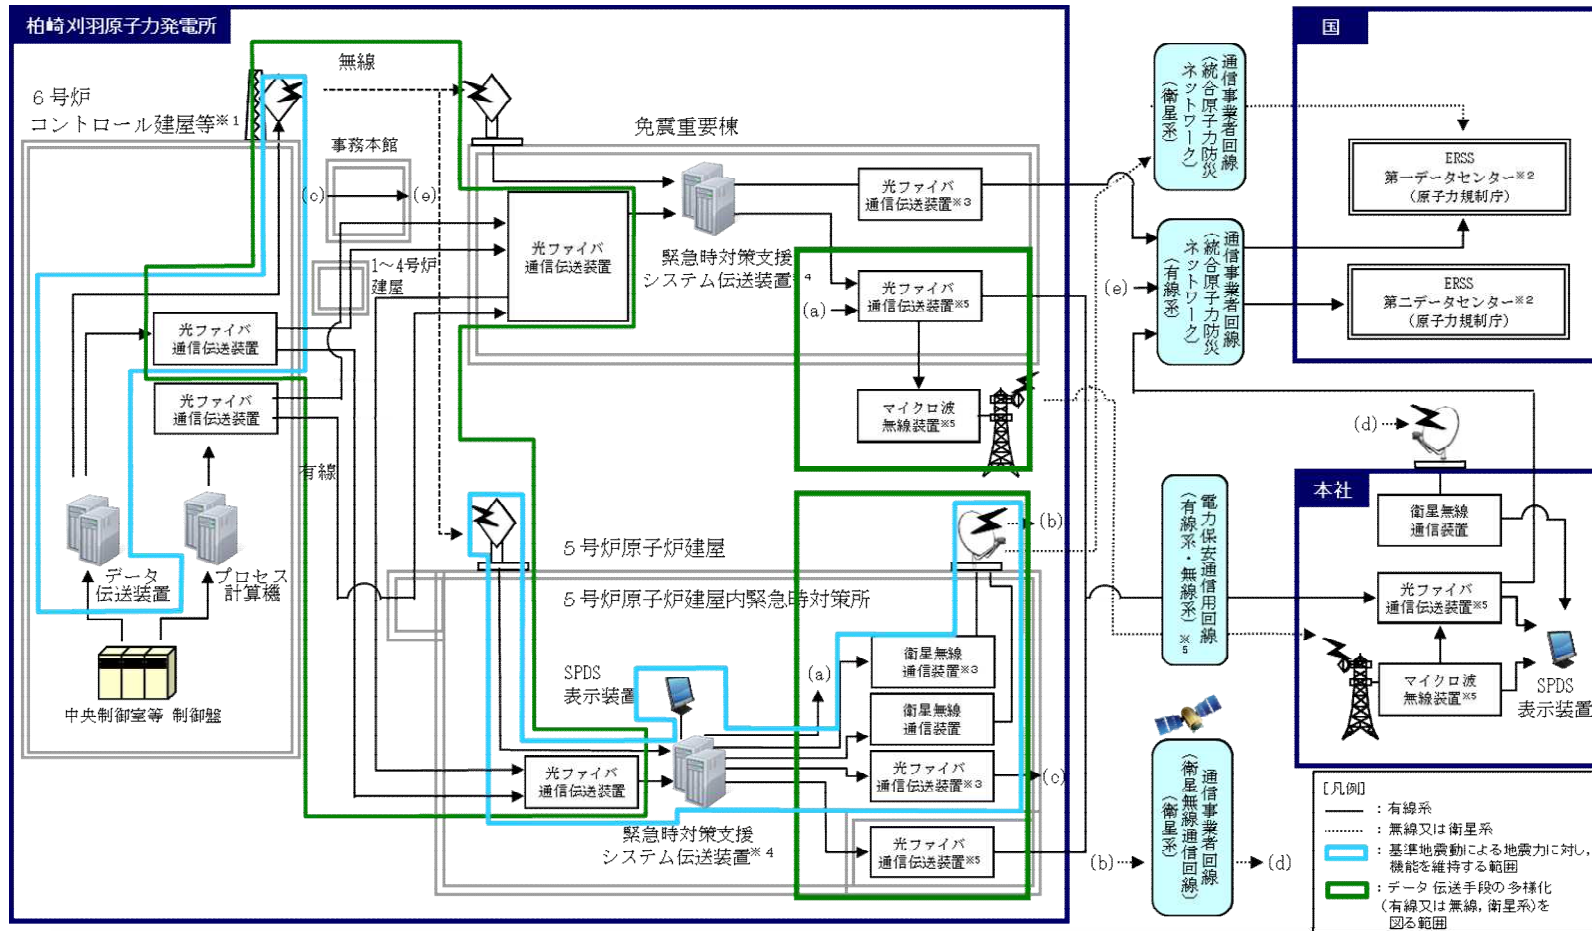 柏崎刈羽原子力発電所
6号炉
コントロール建屋等※1
無線
事務本館
(c)
(e)
1～4号炉
建屋
光ファイバ
通信伝送装置
光ファイバ
通信伝送装置
有線
データ
伝送装置
プロセス
計算機
中央制御室等 制御盤
免震重要棟
光ファイバ
通信伝送装置
緊急時対策支援
システム伝送装置※4
光ファイバ
通信伝送装置※3
(a)
光ファイバ
通信伝送装置※5
マイクロ波
無線装置※5
5号炉原子炉建屋
5号炉原子炉建屋内緊急時対策所
SPDS
表示装置
(a)
光ファイバ
通信伝送装置
緊急時対策支援
システム伝送装置※4
衛星無線
通信装置※3
衛星無線
通信装置
光ファイバ
通信伝送装置※3
光ファイバ
通信伝送装置※5
(b)
(c)
通信事業者回線
（統合原子力防災
ネットワーク）
（衛星系）
(e)
通信事業者回線
（統合原子力防災
ネットワーク）
（有線系）
電力保安通信用回線
（有線系・無線系）※5
(b)
通信事業者回線
（衛星無線通信回線）
（衛星系）
(d)
国
ERSS
第一データセンター※2
(原子力規制庁)
ERSS
第二データセンター※2
(原子力規制庁)
(d)
本社
衛星無線
通信装置
光ファイバ
通信伝送装置※5
マイクロ波
無線装置※5
SPDS
表示装置
[凡例]
：有線系
：無線又は衛星系
：基準地震動による地震力に対し，
機能を維持する範囲
：データ伝送手段の多様化
(有線又は無線，衛星系)を
図る範囲